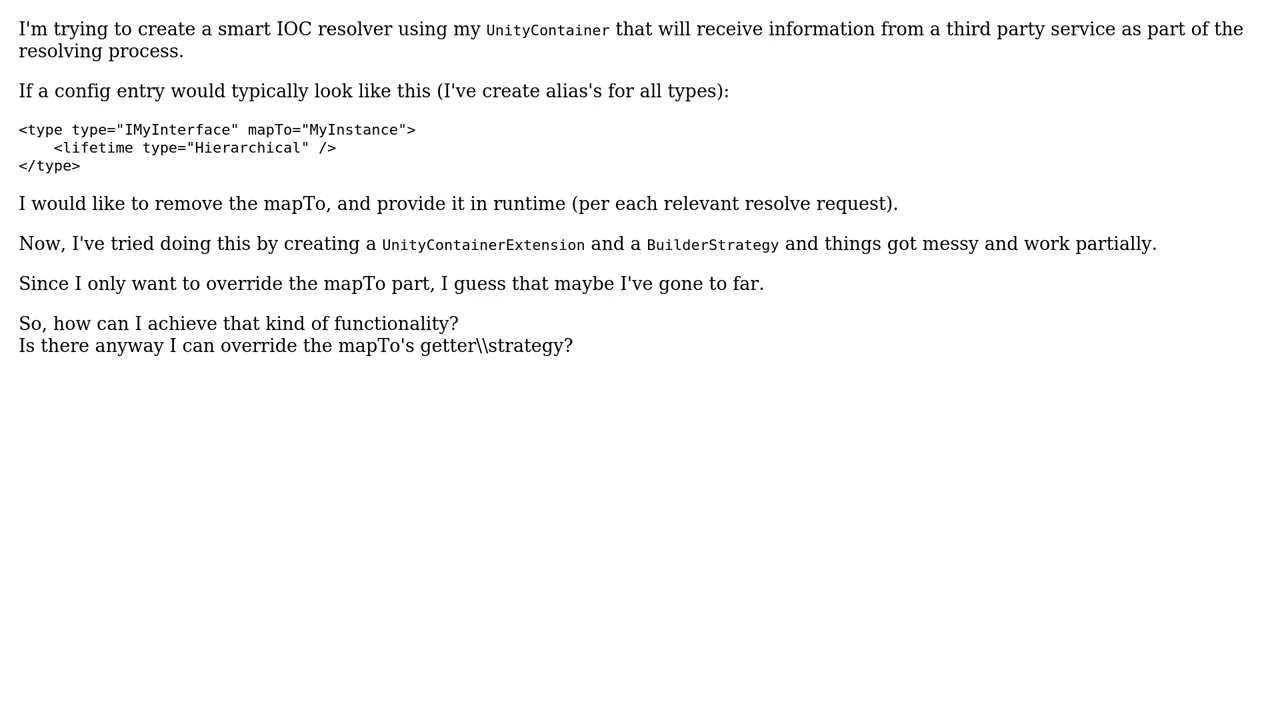 I'm trying to create a smart IOC resolver using my UnityContainer that will receive information from a third party service as part of the
resolving process.
If a config entry would typically look like this (I've create alias's for all types):
<type type="IMyInterface" mapTo="MyInstance">
    <lifetime type="Hierarchical" />
</type>
I would like to remove the mapTo, and provide it in runtime (per each relevant resolve request).
Now, I've tried doing this by creating a UnityContainerExtension and a BuilderStrategy and things got messy and work partially.
Since I only want to override the mapTo part, I guess that maybe I've gone to far.
So, how can I achieve that kind of functionality?
Is there anyway I can override the mapTo's getter\\strategy?